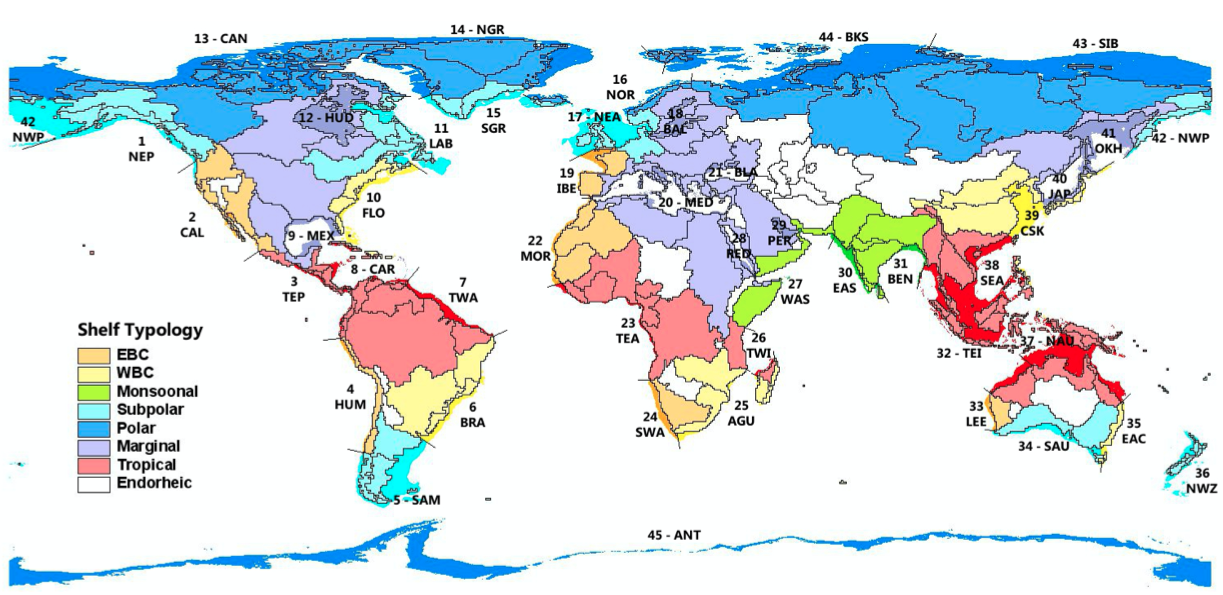 13 - CAN
14 - NGR
44 - BKS
43 - SIB
42
NWP
1
NEP
12 - HUD
11
LAB
15
SGR
16
NOR
17 - NEA
18
BAL
41
OKH
42 - NWP
2
CAL
10
FLO
9 - MEX
19
IBE
20 - MED
21 - BLA
40
JAP
39
CSK
3
TEP
8 - CAR
7
TWA
22
MOR
28
RED
29
PER
27
WAS
30
EAS
31
BEN
38
SEA
23
TEA
26
TWI
32 - TEI
37 - NAU
4
HUM
6
BRA
24
SWA
25
AGU
33
LEE
34 - SAU
35
EAC
36
NWZ
5 - SAM
45 - ANT
Shelf Typology
EBC
WBC
Monsoonal
Subpolar
Polar
Marginal
Tropical
Endorheic